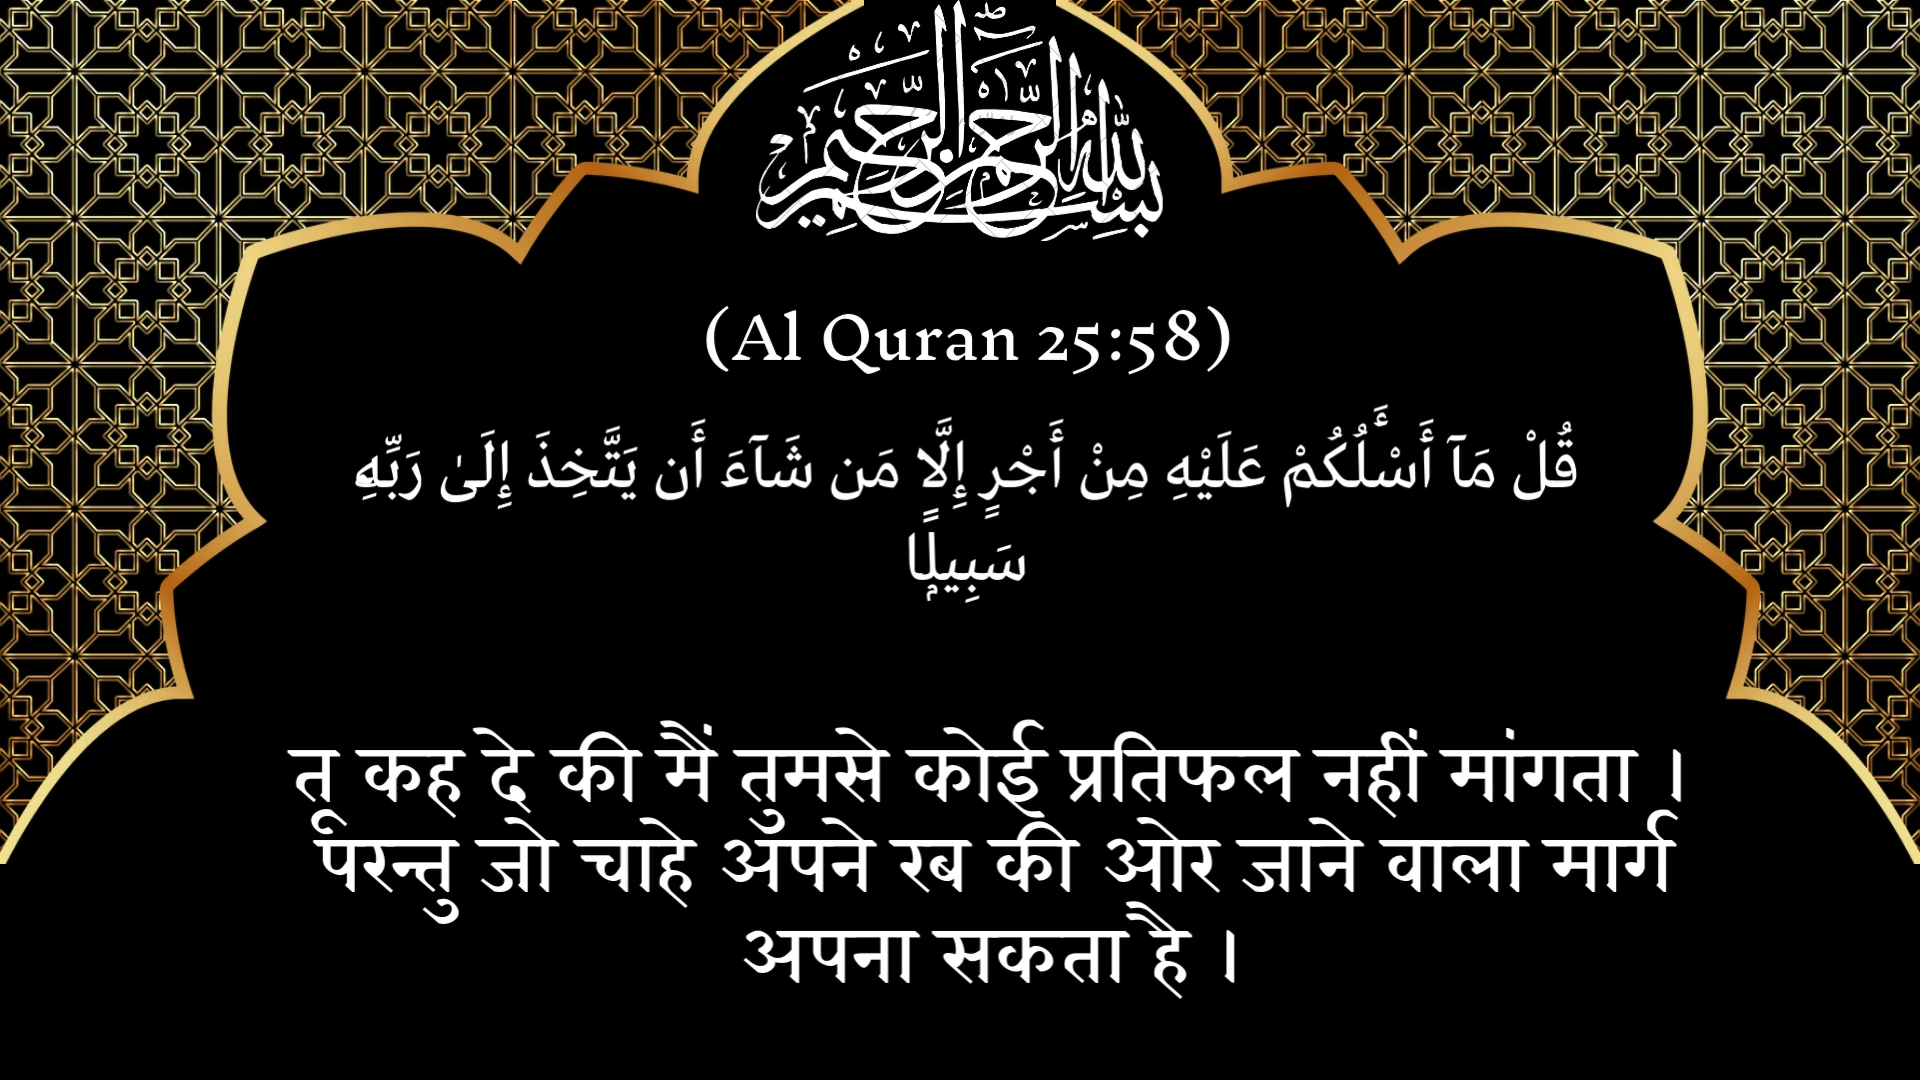 بسم الله الرحمن الرحيم
(Al Quran 25:58)
قُلْ مَآ أَسْـَٔلُكُمْ عَلَيْهِ مِنْ أَجْرٍ إِلَّا مَن شَآءَ أَن يَتَّخِذَ إِلَىٰ رَبِّهِۦ
سَبِيلًۭا
तू कह दे की मैं तुमसे कोई प्रतिफल नहीं मांगता ।
परन्तु जो चाहे अपने रब की ओर जाने वाला मार्ग
अपना सकता है ।